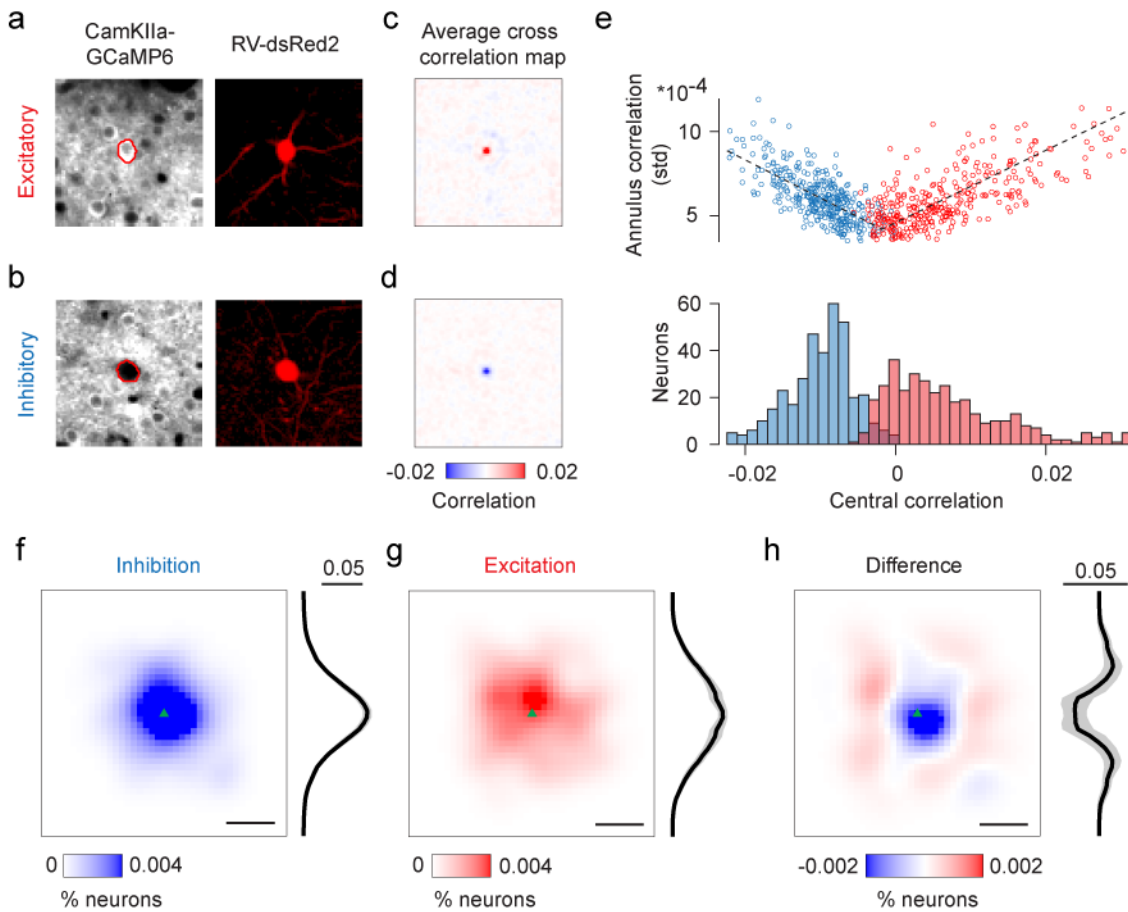 a
CamKIIa-
GCaMP6
RV-dsRed2
Excitatory
b
Inhibitory
c
Average cross
correlation map
d
-0.02
0.02
Correlation
e
*10⁻⁴
10
5
Annulus correlation
(std)
60
40
20
0
Neurons
-0.02
0
0.02
Central correlation
f
Inhibition
0.05
0
0.004
% neurons
g
Excitation
0
0.004
% neurons
h
Difference
0.05
-0.002
0.002
% neurons